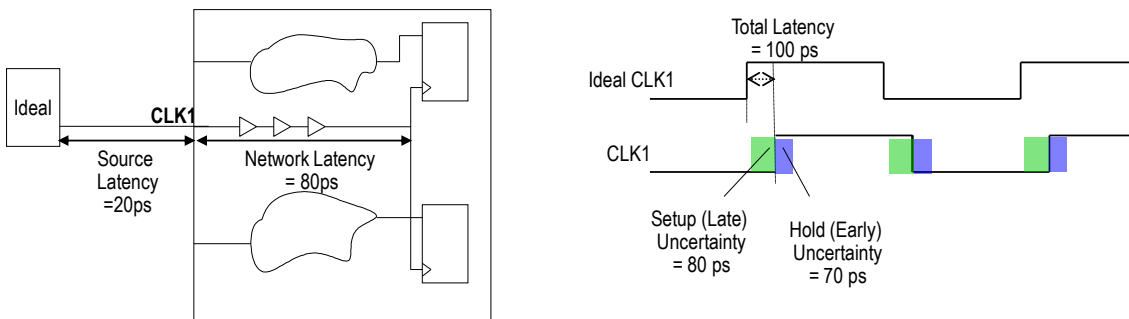 Ideal
CLK1
Source
Latency
=20ps
Network Latency
= 80ps
Total Latency
= 100 ps
Ideal CLK1
CLK1
Setup (Late)
Uncertainty
= 80 ps
Hold (Early)
Uncertainty
= 70 ps